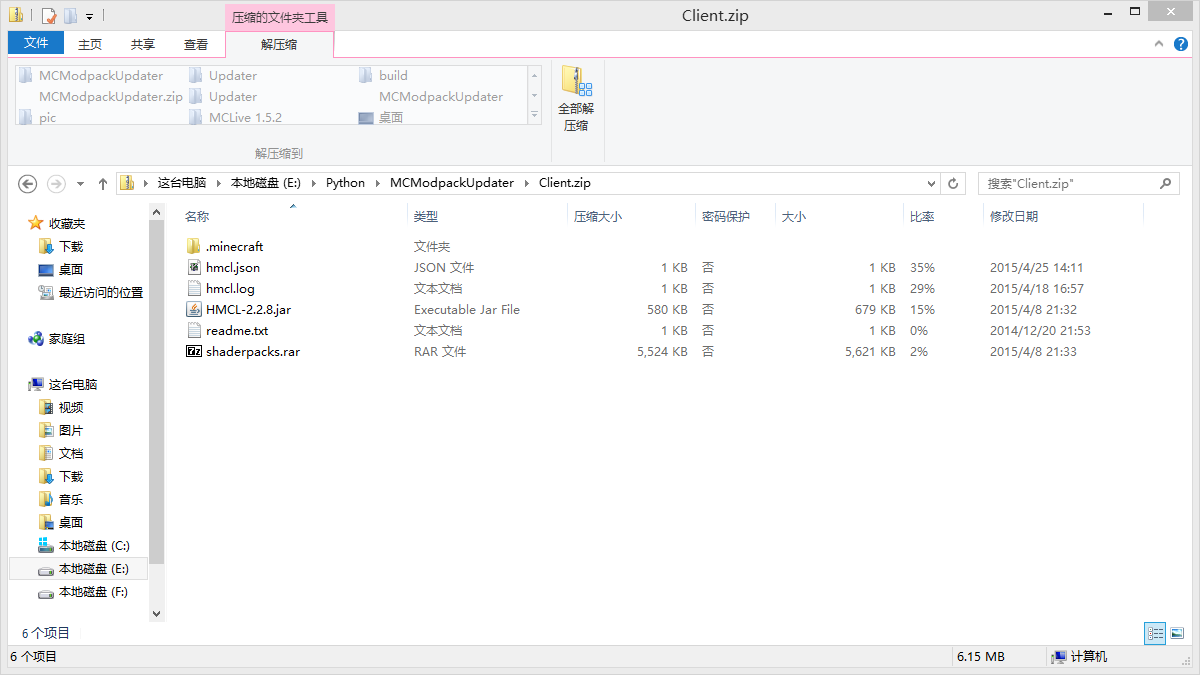 压缩的文件夹工具
Client.zip
文件 主页 共享 查看 解压缩
MCModpackUpdater Updater build
MCModpackUpdater.zip Updater MCModpackUpdater
pic MCLive 1.5.2 桌面
全部解
压缩
解压缩到
这台电脑 本地磁盘 (E:) Python MCModpackUpdater Client.zip
搜索"Client.zip"
名称 类型 压缩大小 密码保护 大小 比率 修改日期
.minecraft 文件夹
hmcl.json JSON 文件 1 KB 否 1 KB 35% 2015/4/25 14:11
hmcl.log 文本文档 1 KB 否 1 KB 29% 2015/4/18 16:57
HMCL-2.2.8.jar Executable Jar File 580 KB 否 679 KB 15% 2015/4/8 21:32
readme.txt 文本文档 1 KB 否 1 KB 0% 2014/12/20 21:53
shaderpacks.rar RAR 文件 5,524 KB 否 5,621 KB 2% 2015/4/8 21:33
收藏夹
下载
桌面
最近访问的位置
家庭组
这台电脑
视频
图片
文档
下载
音乐
桌面
本地磁盘 (C:)
本地磁盘 (E:)
本地磁盘 (F:)
6 个项目
6 个项目 6.15 MB 计算机